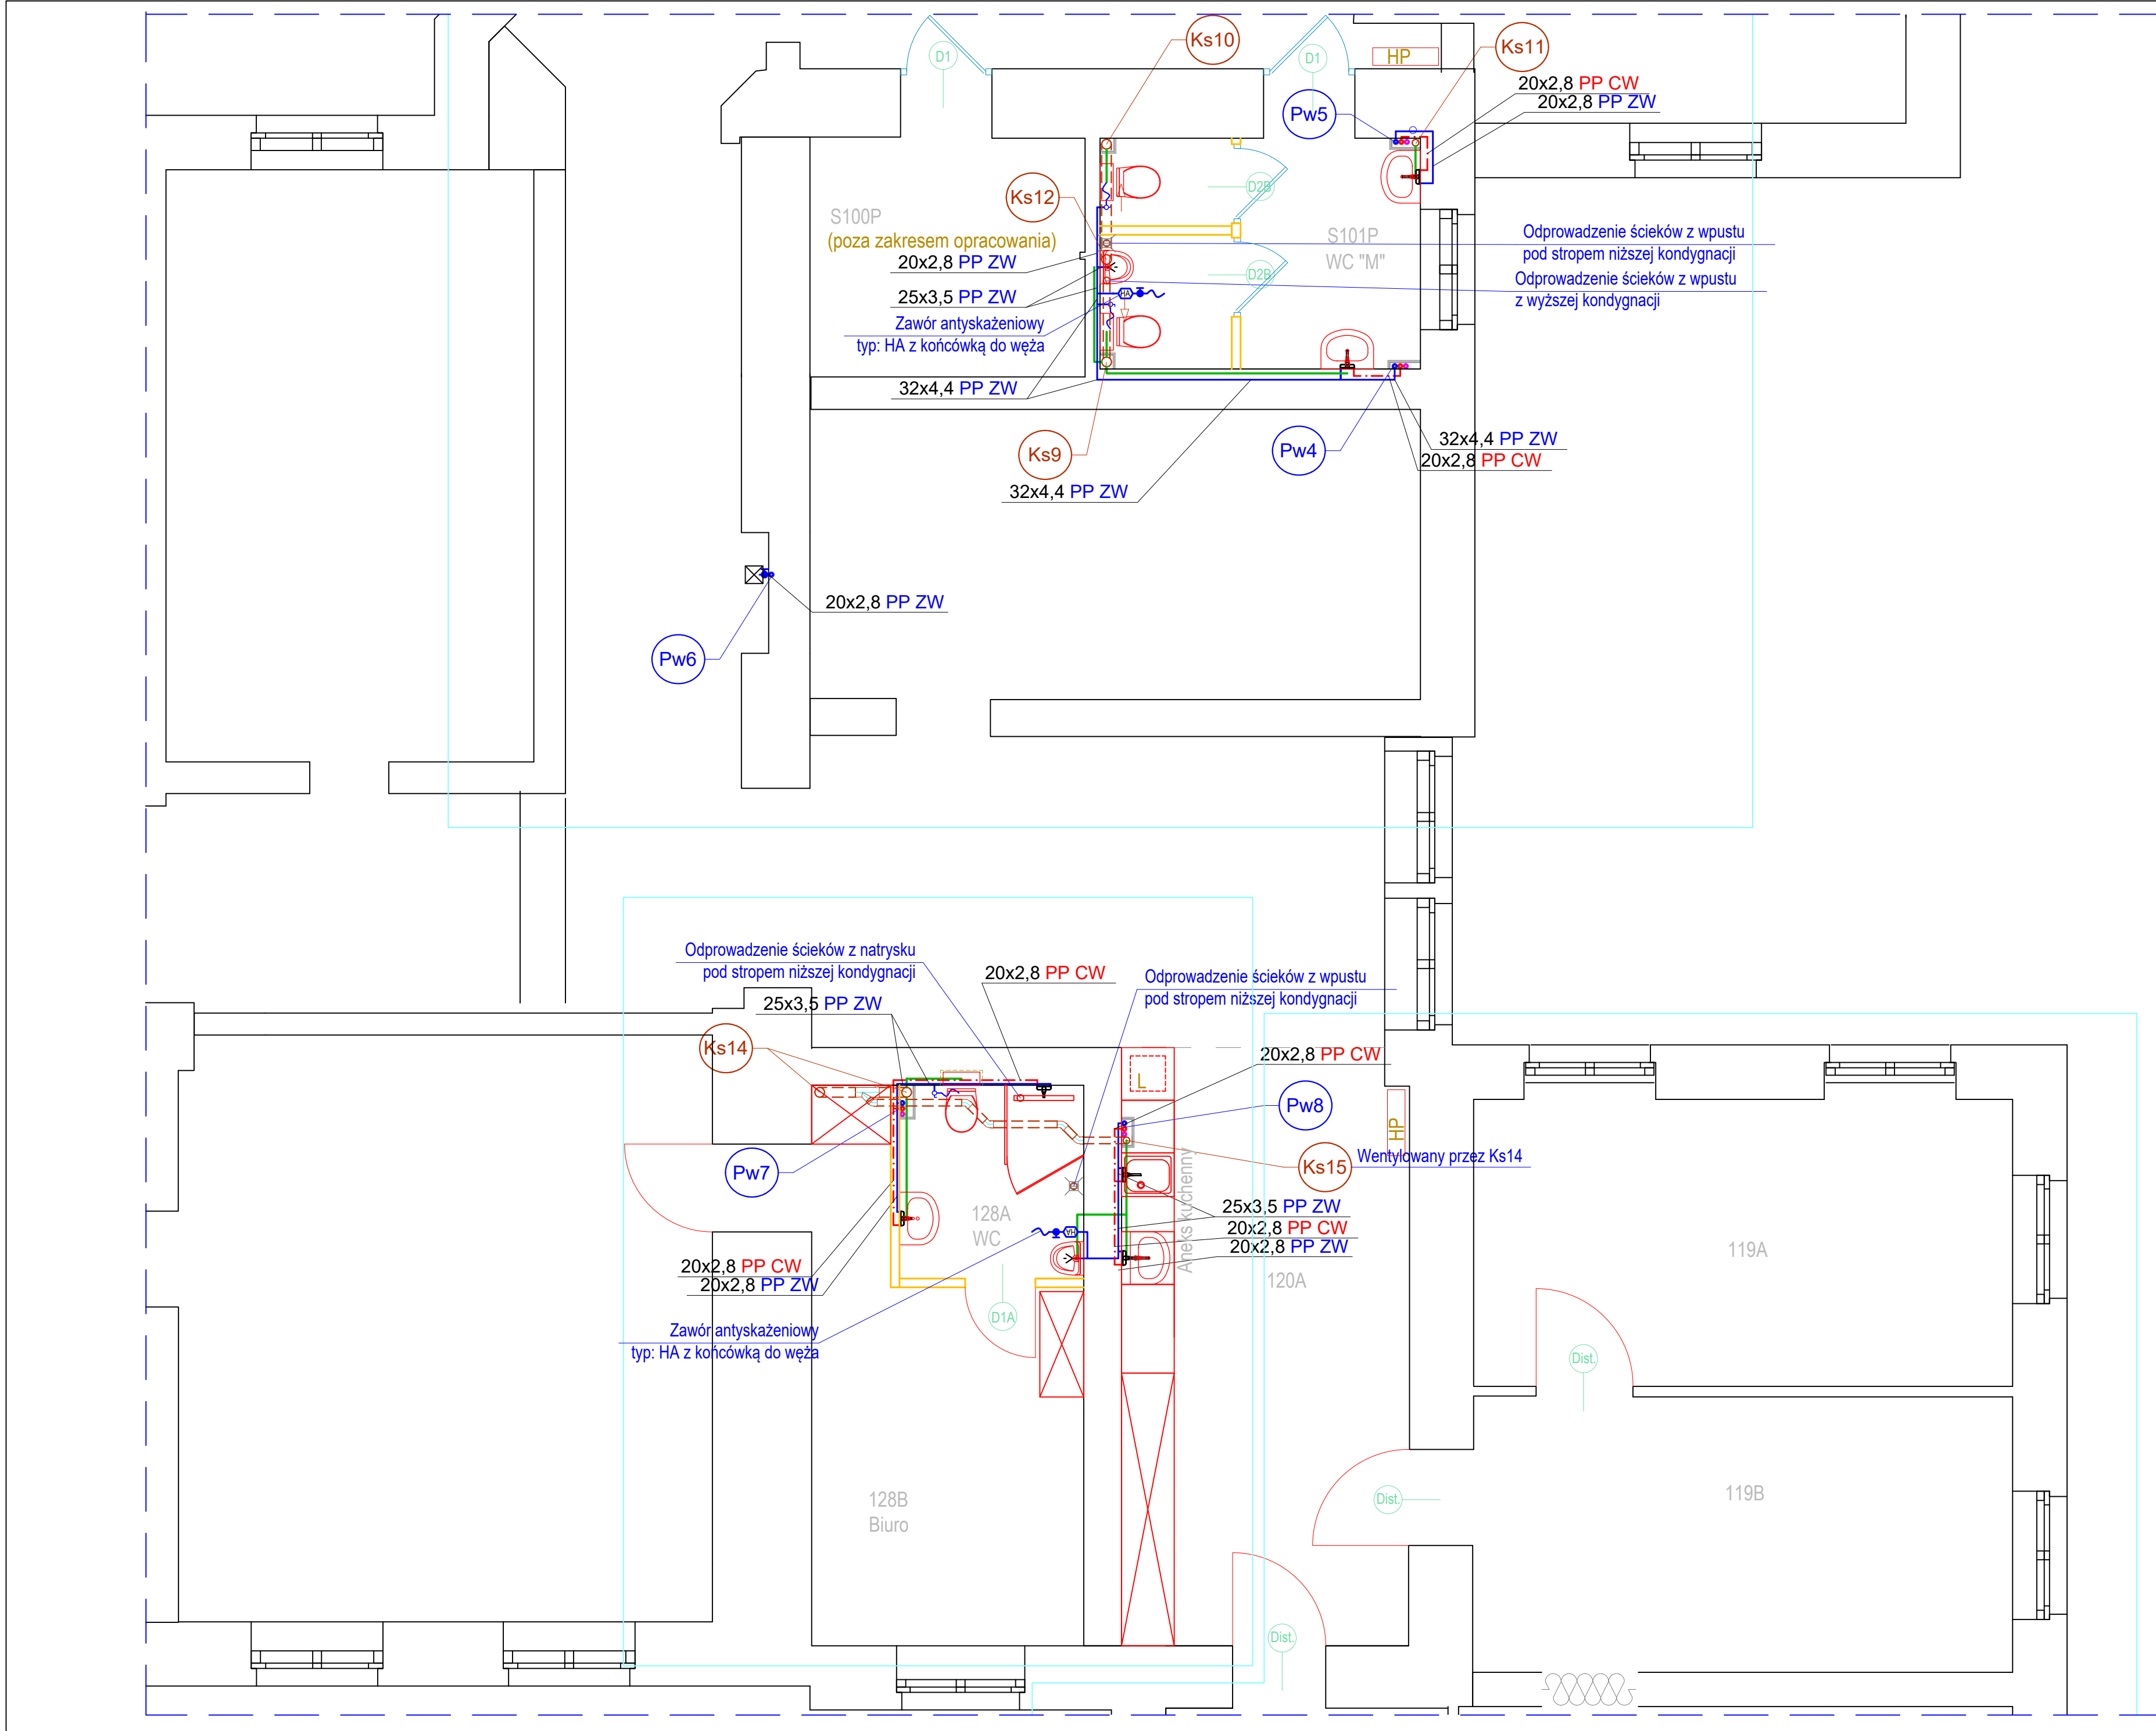 D1
Ks10
D1
HP
Ks11
20x2,8 PP CW
20x2,8 PP ZW
Pw5
Ks12
D2B
S100P
(poza zakresem opracowania)
S101P
WC "M"
Odprowadzenie ścieków z wpustu
pod stropem niższej kondygnacji
20x2,8 PP ZW
D2B
Odprowadzenie ścieków z wpustu
z wyższej kondygnacji
25x3,5 PP ZW
HA
Zawór antyskażeniowy
typ: HA z końcówką do węża
32x4,4 PP ZW
Ks9
Pw4
32x4,4 PP ZW
20x2,8 PP CW
32x4,4 PP ZW
20x2,8 PP ZW
Pw6
Odprowadzenie ścieków z natrysku
pod stropem niższej kondygnacji
20x2,8 PP CW
Odprowadzenie ścieków z wpustu
pod stropem niższej kondygnacji
25x3,5 PP ZW
Ks14
20x2,8 PP CW
L
Pw8
HP
Pw7
Ks15
Wentylowany przez Ks14
Aneks kuchenny
25x3,5 PP ZW
20x2,8 PP CW
20x2,8 PP ZW
128A
WC
HA
119A
120A
20x2,8 PP CW
20x2,8 PP ZW
D1A
Zawór antyskażeniowy
typ: HA z końcówką do węża
Dist.
128B
Biuro
Dist.
119B
Dist.